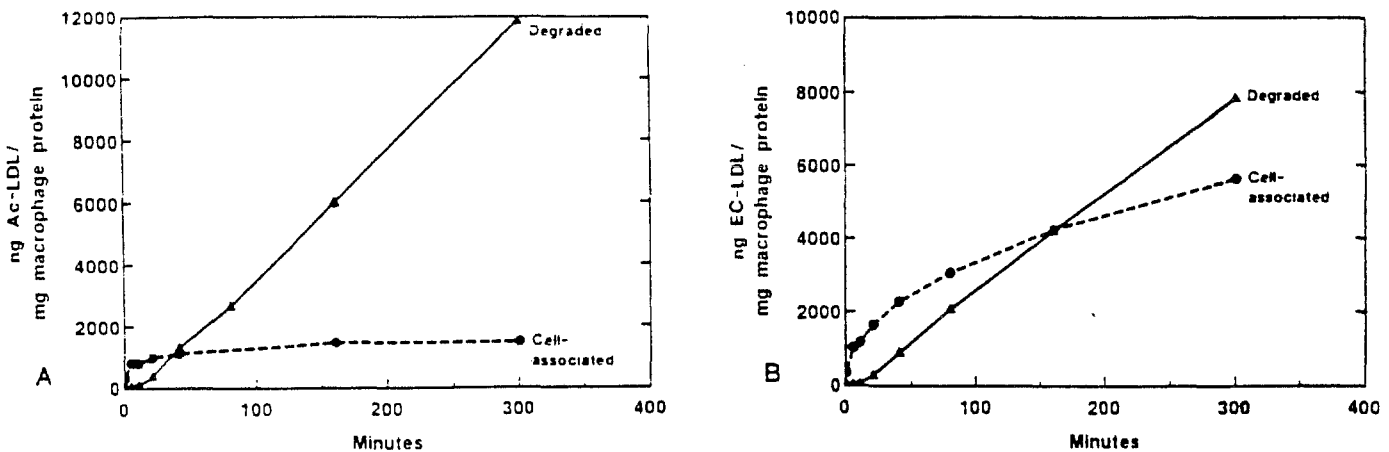 ng Ac-LDL/
mg macrophage protein
12000
10000
8000
6000
4000
2000
0
Degraded
Cell-
associated
A
0
100
200
300
400
Minutes
ng EC-LDL/
mg macrophage protein
10000
8000
6000
4000
2000
0
Degraded
Cell-
associated
B
0
100
200
300
400
Minutes